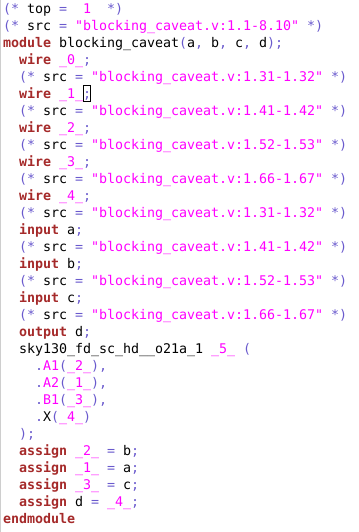 (* top =  1  *)
(* src = "blocking_caveat.v:1.1-8.10" *)
module blocking_caveat(a, b, c, d);
  wire _0_;
  (* src = "blocking_caveat.v:1.31-1.32" *)
  wire _1_;
  (* src = "blocking_caveat.v:1.41-1.42" *)
  wire _2_;
  (* src = "blocking_caveat.v:1.52-1.53" *)
  wire _3_;
  (* src = "blocking_caveat.v:1.66-1.67" *)
  wire _4_;
  (* src = "blocking_caveat.v:1.31-1.32" *)
  input a;
  (* src = "blocking_caveat.v:1.41-1.42" *)
  input b;
  (* src = "blocking_caveat.v:1.52-1.53" *)
  input c;
  (* src = "blocking_caveat.v:1.66-1.67" *)
  output d;
  sky130_fd_sc_hd__o21a_1 _5_ (
    .A1(_2_),
    .A2(_1_),
    .B1(_3_),
    .X(_4_)
  );
  assign _2_ = b;
  assign _1_ = a;
  assign _3_ = c;
  assign d = _4_;
endmodule